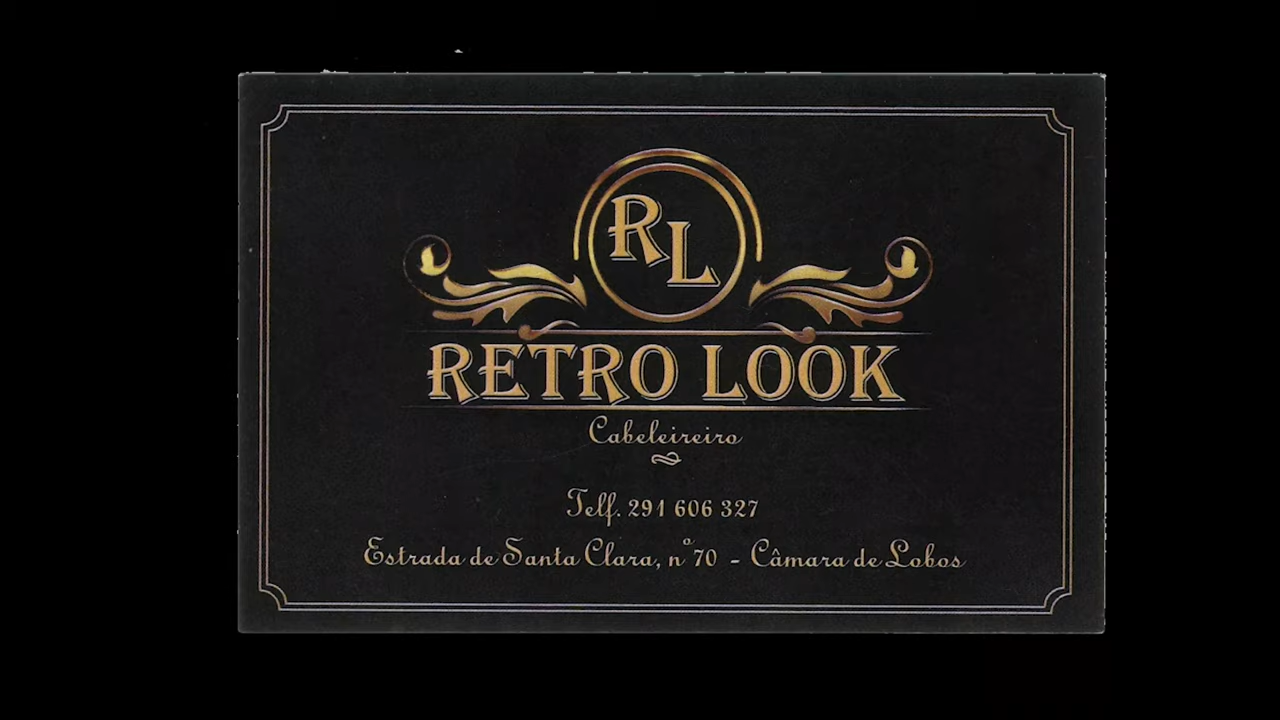 RL
RETRO LOOK
Cabeleireiro
Telf. 291 606 327
Estrada de Santa Clara, nº 70 - Câmara de Lobos